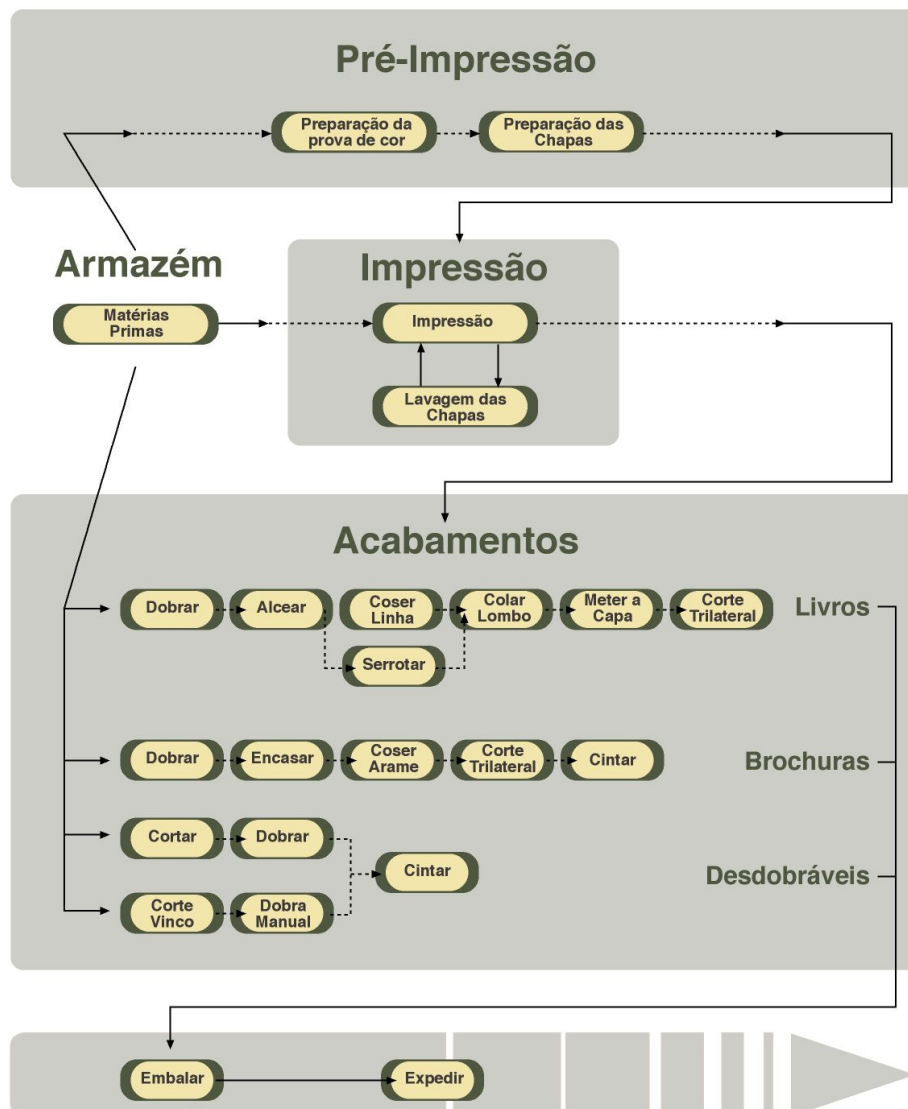 Pré-Impressão
Preparação da
prova de cor
Preparação das
Chapas
Armazém
Matérias
Primas
Impressão
Impressão
Lavagem das
Chapas
Acabamentos
Dobrar
Alcear
Coser
Linha
Colar
Lombo
Meter a
Capa
Corte
Trilateral
Livros
Serrotar
Dobrar
Encasar
Coser
Arame
Corte
Trilateral
Cintar
Brochuras
Cortar
Dobrar
Cintar
Desdobráveis
Corte
Vinco
Dobra
Manual
Embalar
Expedir